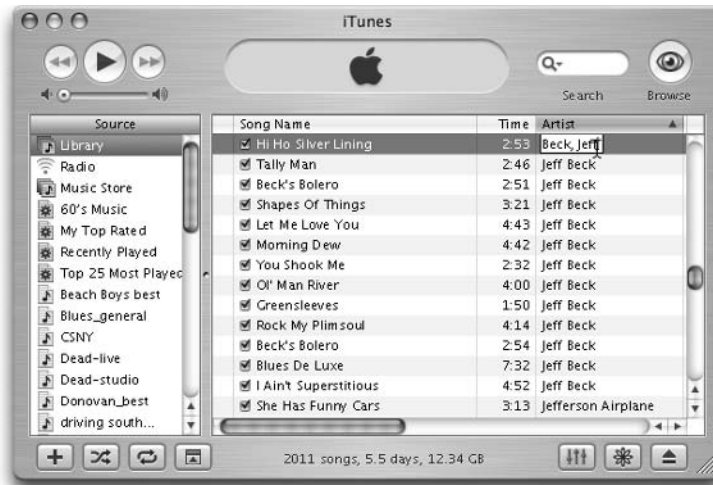 iTunes
Search
Browse
Source
Library
Radio
Music Store
60's Music
My Top Rated
Recently Played
Top 25 Most Played
Beach Boys best
Blues_general
CSNY
Dead-live
Dead-studio
Donovan_best
driving south...
Song Name Time Artist
Hi Ho Silver Lining 2:53 Beck, Jeff
Tally Man 2:46 Jeff Beck
Beck's Bolero 2:51 Jeff Beck
Shapes Of Things 3:21 Jeff Beck
Let Me Love You 4:43 Jeff Beck
Morning Dew 4:42 Jeff Beck
You Shook Me 2:32 Jeff Beck
Ol' Man River 4:00 Jeff Beck
Greensleeves 1:50 Jeff Beck
Rock My Plimsoul 4:14 Jeff Beck
Beck's Bolero 2:54 Jeff Beck
Blues De Luxe 7:32 Jeff Beck
I Ain't Superstitious 4:52 Jeff Beck
She Has Funny Cars 3:13 Jefferson Airplane
2011 songs, 5.5 days, 12.34 GB